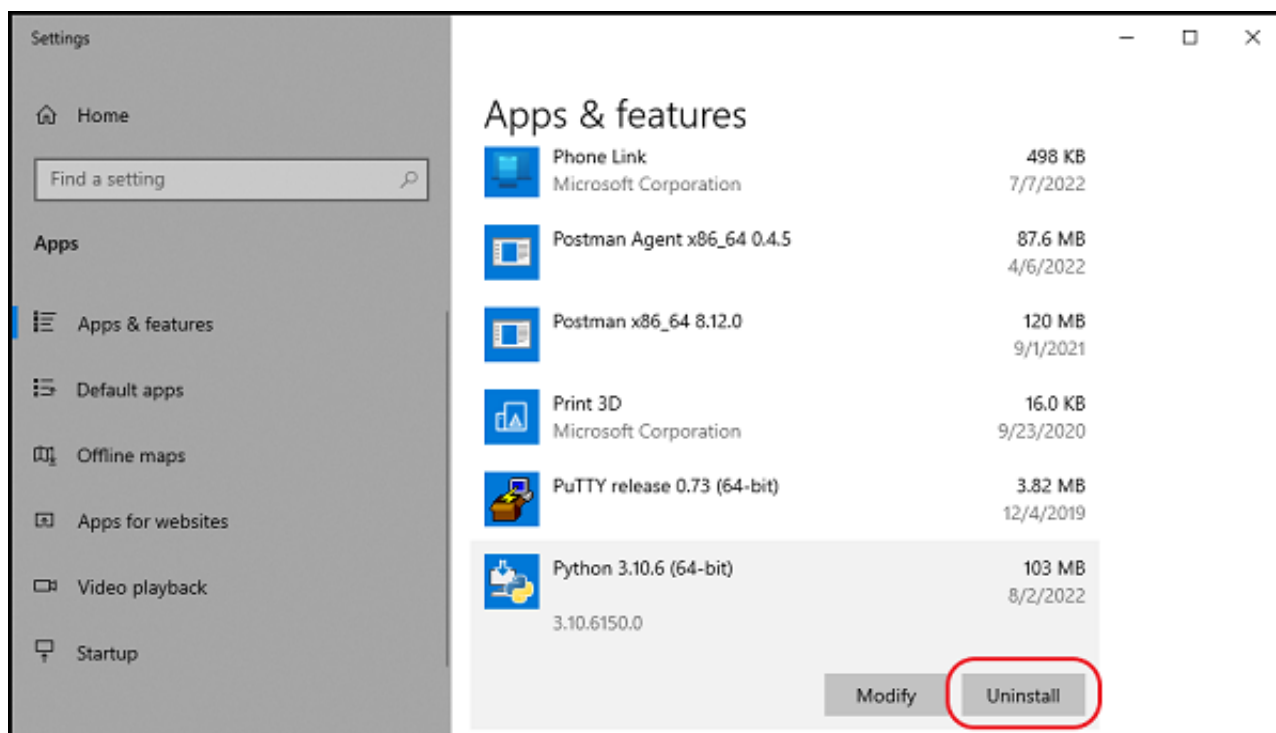 Settings
Home
Find a setting
Apps
Apps & features
Default apps
Offline maps
Apps for websites
Video playback
Startup
Apps & features
Phone Link 498 KB
Microsoft Corporation 7/7/2022
Postman Agent x86_64 0.4.5 87.6 MB
4/6/2022
Postman x86_64 8.12.0 120 MB
9/1/2021
Print 3D 16.0 KB
Microsoft Corporation 9/23/2020
PuTTY release 0.73 (64-bit) 3.82 MB
12/4/2019
Python 3.10.6 (64-bit) 103 MB
8/2/2022
3.10.6150.0
Modify Uninstall